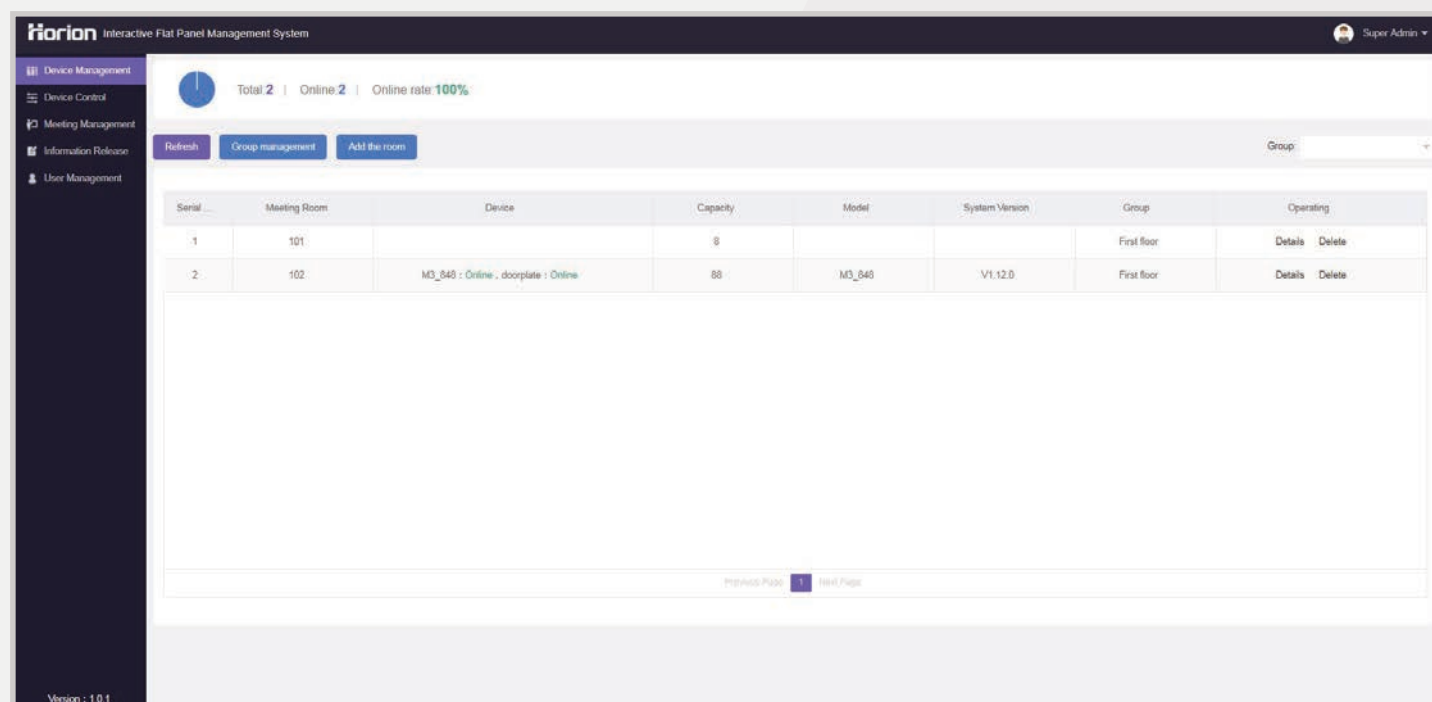 Horion Interactive Flat Panel Management System
Super Admin
Device Management
Device Control
Meeting Management
Information Release
User Management
Total:2 | Online:2 | Online rate:100%
Refresh
Group management
Add the room
Group:
Serial ... Meeting Room Device Capacity Model System Version Group Operating
1 101 8 First floor Details Delete
2 102 M3_848 : Online , doorplate : Online 88 M3_848 V1.12.0 First floor Details Delete
Previous Page 1 Next Page
Version : 1.0.1